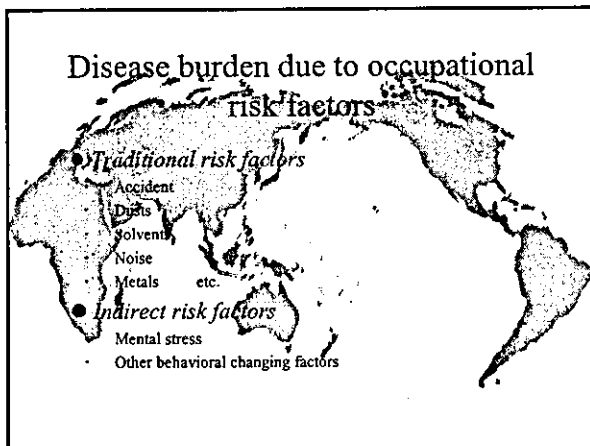 Disease burden due to occupational
risk factors
• Traditional risk factors
· Accident
· Dusts
· Solvents
· Noise
· Metals etc.
• Indirect risk factors
· Mental stress
· Other behavioral changing factors